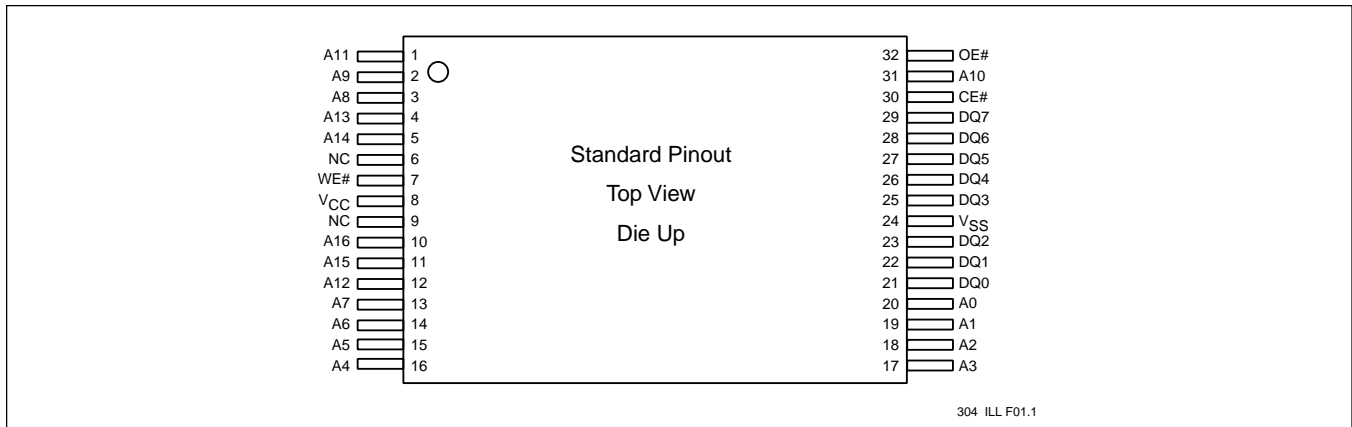 A11 1
A9 2
A8 3
A13 4
A14 5
NC 6
WE# 7
VCC 8
NC 9
A16 10
A15 11
A12 12
A7 13
A6 14
A5 15
A4 16
Standard Pinout
Top View
Die Up
32 OE#
31 A10
30 CE#
29 DQ7
28 DQ6
27 DQ5
26 DQ4
25 DQ3
24 VSS
23 DQ2
22 DQ1
21 DQ0
20 A0
19 A1
18 A2
17 A3
304 ILL F01.1